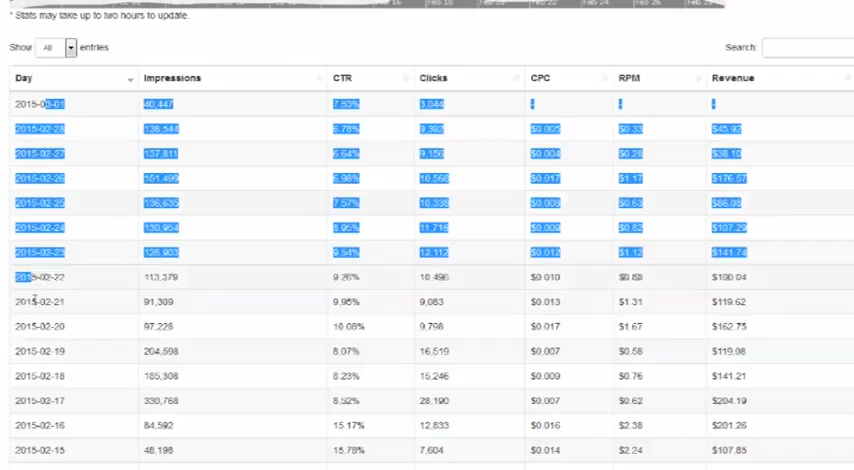 Feb 18 Feb 20 Feb 22 Feb 24 Feb 26
* Stats may take up to two hours to update.
Show All entries Search:
Day Impressions CTR Clicks CPC RPM Revenue
2015-03-01 40,447 7.53% 3,044 - - -
2015-02-28 138,544 6.78% 9,392 $0.005 $0.33 $45.92
2015-02-27 137,811 6.64% 9,156 $0.004 $0.28 $38.10
2015-02-26 151,499 6.98% 10,568 $0.017 $1.17 $176.57
2015-02-25 136,635 7.57% 10,338 $0.008 $0.63 $86.08
2015-02-24 130,954 8.95% 11,716 $0.009 $0.82 $107.29
2015-02-23 126,903 9.54% 12,112 $0.012 $1.12 $141.74
2015-02-22 113,379 9.26% 10,496 $0.010 $0.88 $100.04
2015-02-21 91,309 9.95% 9,083 $0.013 $1.31 $119.62
2015-02-20 97,228 10.08% 9,798 $0.017 $1.67 $162.75
2015-02-19 204,598 8.07% 16,519 $0.007 $0.58 $119.08
2015-02-18 185,308 8.23% 15,246 $0.009 $0.76 $141.21
2015-02-17 330,768 8.52% 28,190 $0.007 $0.62 $204.19
2015-02-16 84,592 15.17% 12,833 $0.016 $2.38 $201.26
2015-02-15 48,198 15.78% 7,604 $0.014 $2.24 $107.85